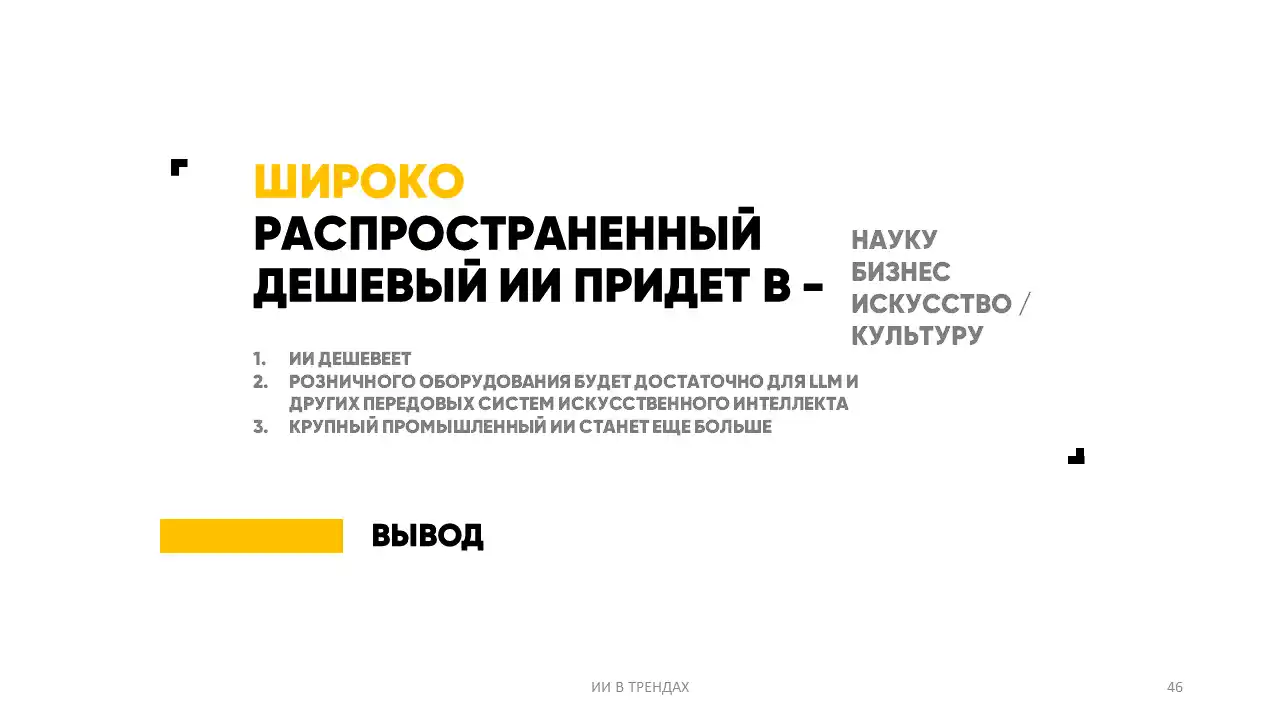 ШИРОКО
РАСПРОСТРАНЕННЫЙ
ДЕШЕВЫЙ ИИ ПРИДЕТ В -
НАУКУ
БИЗНЕС
ИСКУССТВО /
КУЛЬТУРУ
1. ИИ ДЕШЕВЕЕТ
2. РОЗНИЧНОГО ОБОРУДОВАНИЯ БУДЕТ ДОСТАТОЧНО ДЛЯ LLM И
ДРУГИХ ПЕРЕДОВЫХ СИСТЕМ ИСКУССТВЕННОГО ИНТЕЛЛЕКТА
3. КРУПНЫЙ ПРОМЫШЛЕННЫЙ ИИ СТАНЕТ ЕЩЕ БОЛЬШЕ
ВЫВОД
ИИ В ТРЕНДАХ
46